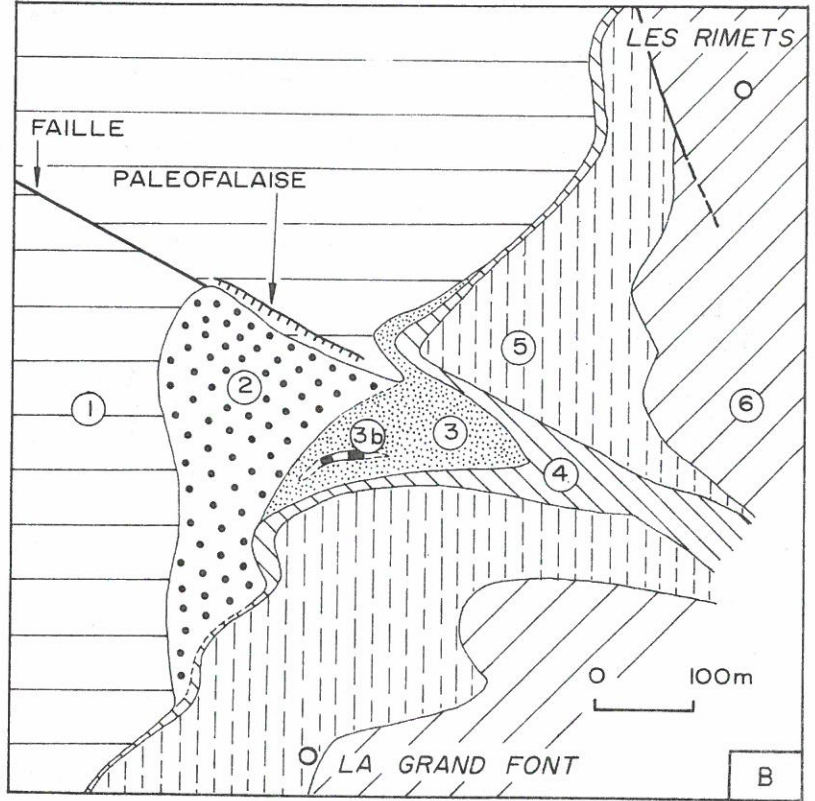 LES RIMETS
FAILLE
PALEOFALAISE
5
2
1
6
3b
3
4
0 100m
LA GRAND FONT
B